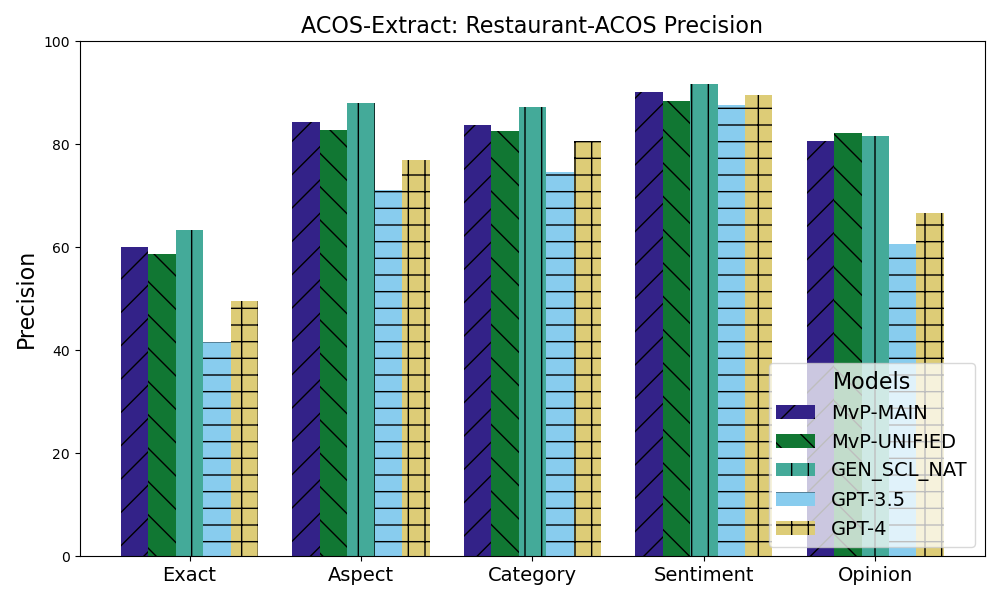 ACOS-Extract: Restaurant-ACOS Precision
Precision
100
80
60
40
20
0
Exact
Aspect
Category
Sentiment
Opinion
Models
MvP-MAIN
MvP-UNIFIED
GEN_SCL_NAT
GPT-3.5
GPT-4